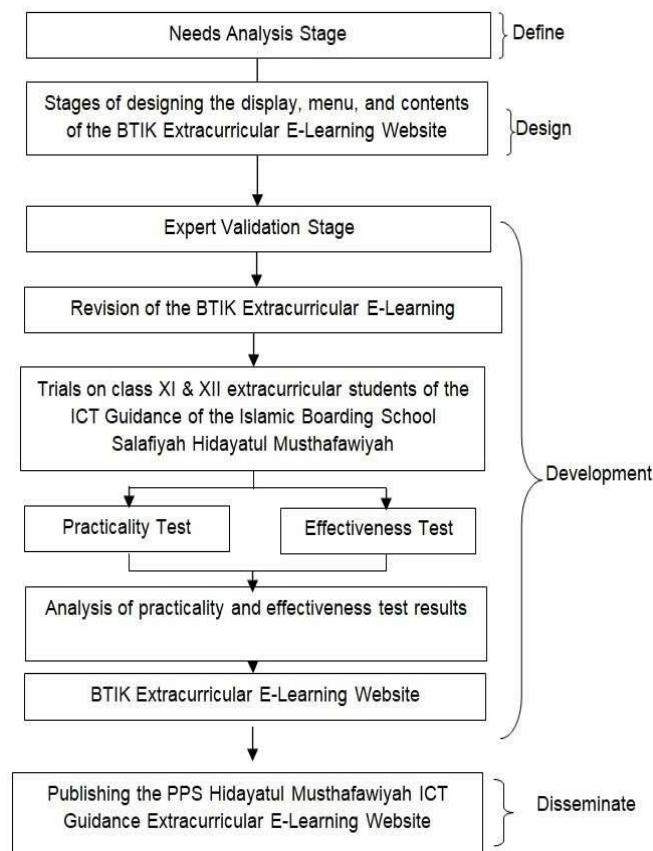 Needs Analysis Stage
Define
Stages of designing the display, menu, and contents
of the BTIK Extracurricular E-Learning Website
Design
Expert Validation Stage
Revision of the BTIK Extracurricular E-Learning
Trials on class XI & XII extracurricular students of the
ICT Guidance of the Islamic Boarding School
Salafiyah Hidayatul Musthafawiyah
Development
Practicality Test
Effectiveness Test
Analysis of practicality and effectiveness test results
BTIK Extracurricular E-Learning Website
Publishing the PPS Hidayatul Musthafawiyah ICT
Guidance Extracurricular E-Learning Website
Disseminate